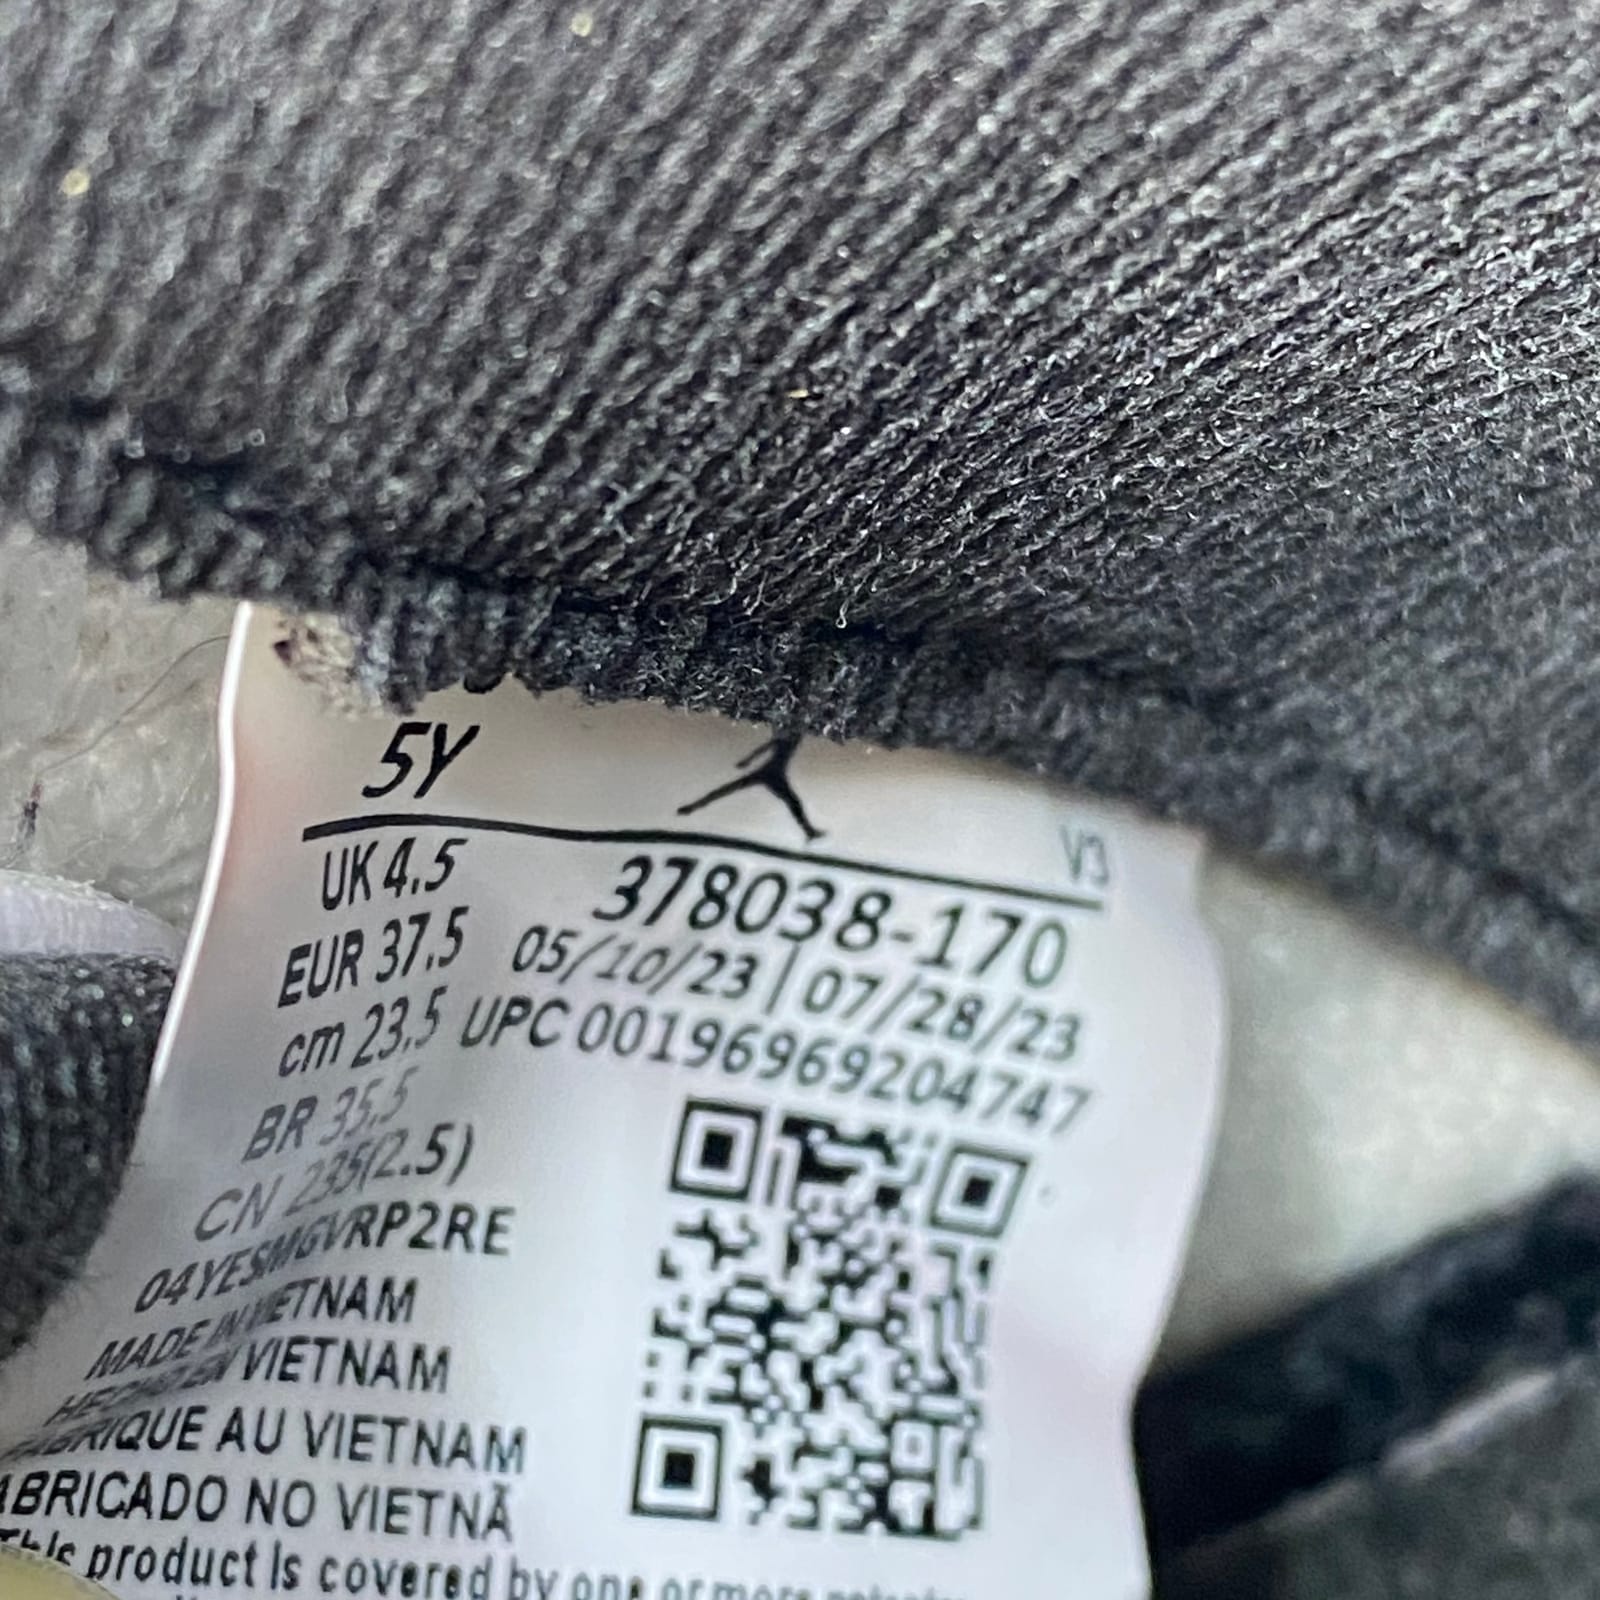 5Y
V3
UK 4.5
378038-170
EUR 37.5
05/10/23 | 07/28/23
cm 23.5
UPC 00196969204747
BR 35.5
CN 235(2.5)
04YESMGVRP2RE
MADE IN VIETNAM
HECHO EN VIETNAM
FABRIQUE AU VIETNAM
ABRICADO NO VIETNÃ
This product is covered by one or more